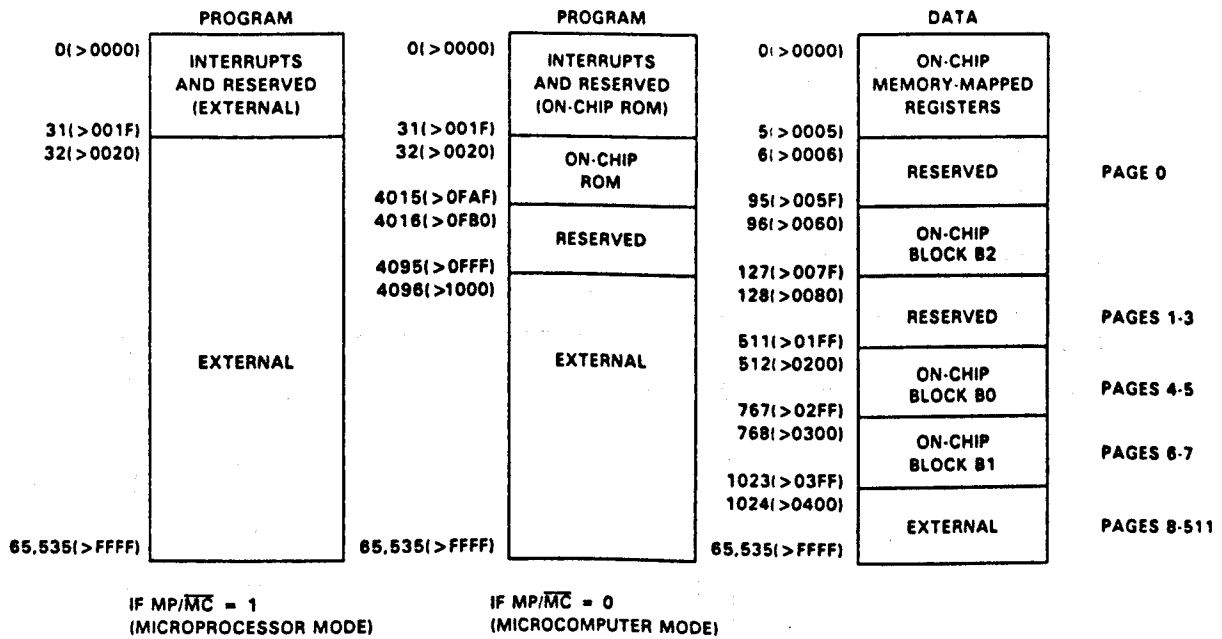 PROGRAM
0(>0000)
INTERRUPTS
AND RESERVED
(EXTERNAL)
31(>001F)
32(>0020)
EXTERNAL
65,535(>FFFF)
IF MP/M̅C̅ = 1
(MICROPROCESSOR MODE)
PROGRAM
0(>0000)
INTERRUPTS
AND RESERVED
(ON-CHIP ROM)
31(>001F)
32(>0020)
ON-CHIP
ROM
4015(>0FAF)
4016(>0FB0)
RESERVED
4095(>0FFF)
4096(>1000)
EXTERNAL
65,535(>FFFF)
IF MP/M̅C̅ = 0
(MICROCOMPUTER MODE)
DATA
0(>0000)
ON-CHIP
MEMORY-MAPPED
REGISTERS
5(>0005)
6(>0006)
RESERVED
PAGE 0
95(>005F)
96(>0060)
ON-CHIP
BLOCK B2
127(>007F)
128(>0080)
RESERVED
PAGES 1-3
511(>01FF)
512(>0200)
ON-CHIP
BLOCK B0
PAGES 4-5
767(>02FF)
768(>0300)
ON-CHIP
BLOCK B1
PAGES 6-7
1023(>03FF)
1024(>0400)
EXTERNAL
PAGES 8-511
65,535(>FFFF)